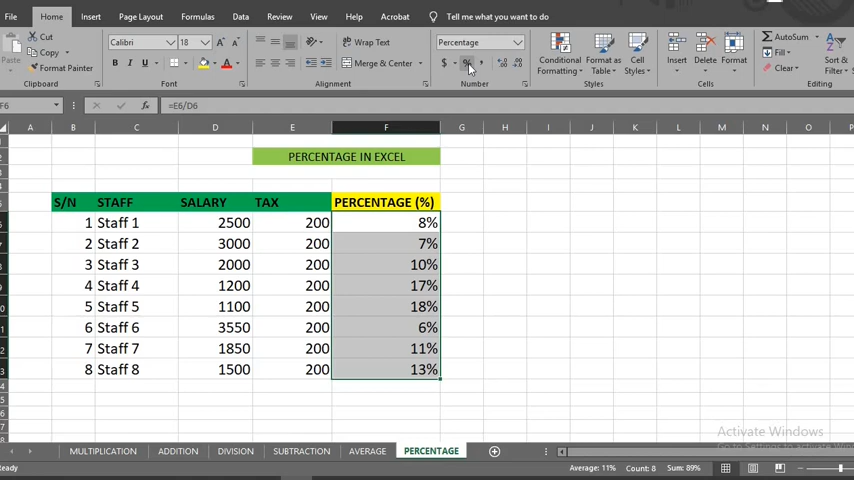 File Home Insert Page Layout Formulas Data Review View Help Acrobat Tell me what you want to do
Cut Calibri 18 A A Wrap Text Percentage AutoSum
Copy Fill
Paste Format Painter B I U A Merge & Center $ % , Conditional Formatting Format as Table Cell Styles Insert Delete Format Clear Sort & Filter
Clipboard Font Alignment Number Styles Cells Editing
F6 fx =E6/D6
A B C D E F G H I J K L M N O P
PERCENTAGE IN EXCEL
S/N STAFF SALARY TAX PERCENTAGE (%)
1 Staff 1 2500 200 8%
2 Staff 2 3000 200 7%
3 Staff 3 2000 200 10%
4 Staff 4 1200 200 17%
5 Staff 5 1100 200 18%
6 Staff 6 3550 200 6%
7 Staff 7 1850 200 11%
8 Staff 8 1500 200 13%
Activate Windows
MULTIPLICATION ADDITION DIVISION SUBTRACTION AVERAGE PERCENTAGE
Ready Average: 11% Count: 8 Sum: 89%